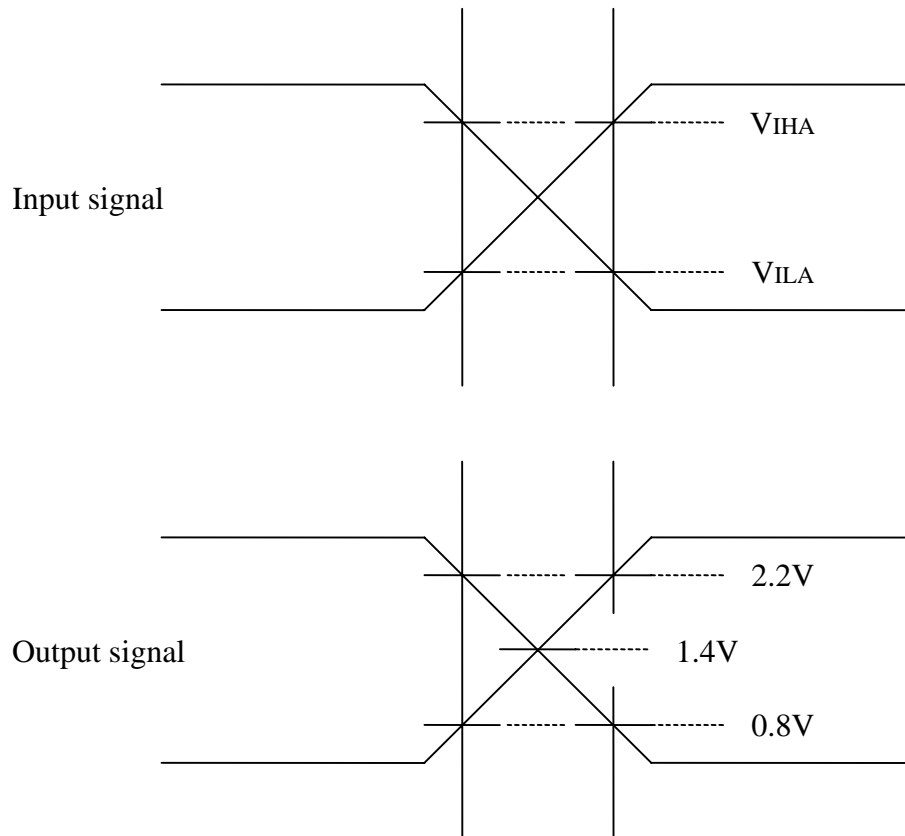 VIHA
Input signal
VILA
2.2V
Output signal
1.4V
0.8V